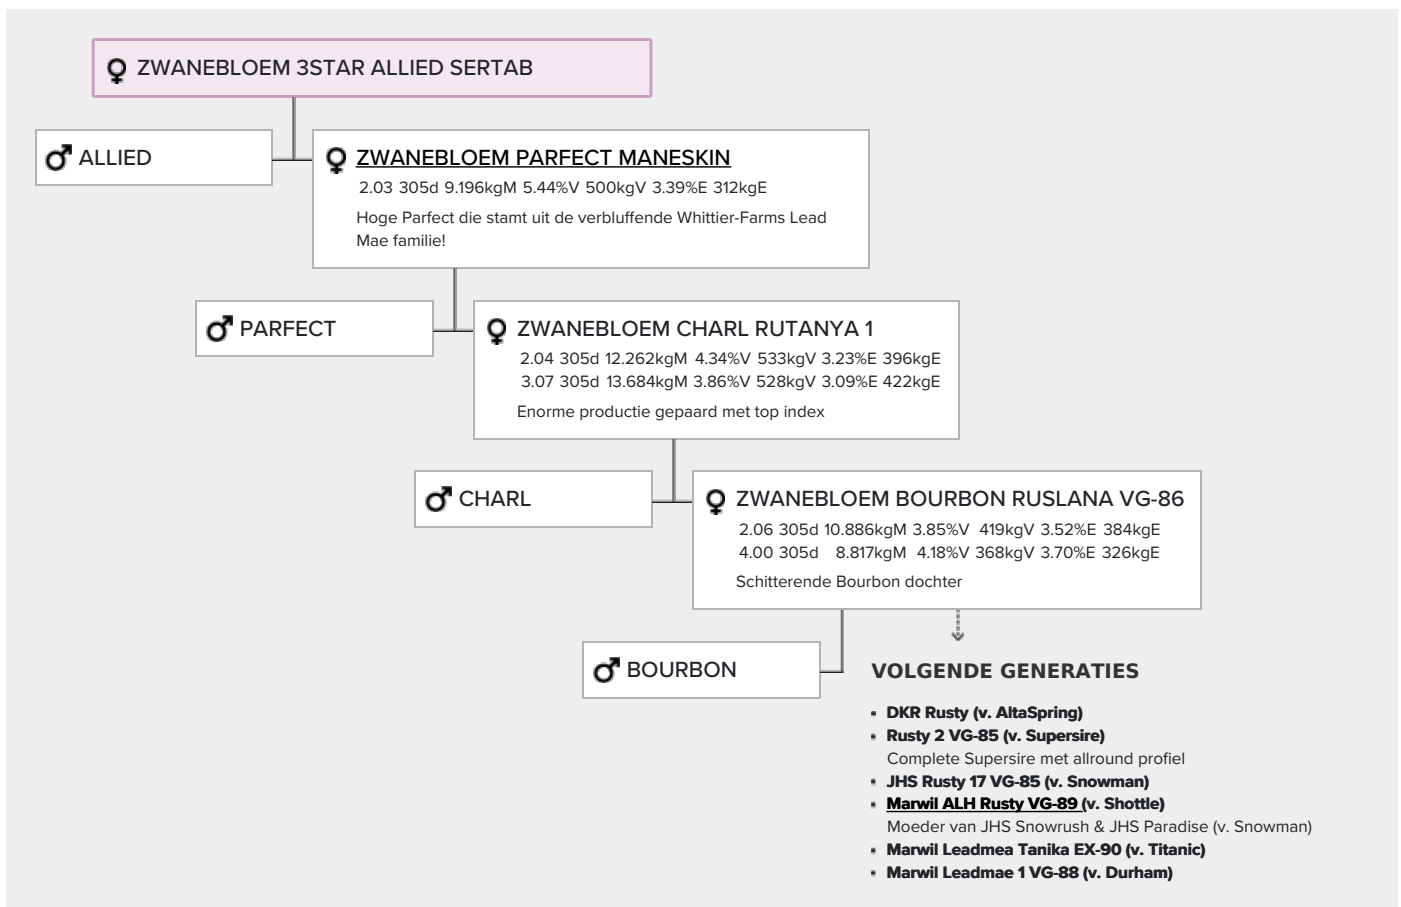 ZWANEBLOEM 3STAR ALLIED SERTAB
ALLIED
ZWANEBLOEM PARFECT MANESKIN
2.03 305d 9.196kgM 5.44%V 500kgV 3.39%E 312kgE
Hoge Parfect die stamt uit de verbluffende Whittier-Farms Lead
Mae familie!
PARFECT
ZWANEBLOEM CHARL RUTANYA 1
2.04 305d 12.262kgM 4.34%V 533kgV 3.23%E 396kgE
3.07 305d 13.684kgM 3.86%V 528kgV 3.09%E 422kgE
Enorme productie gepaard met top index
CHARL
ZWANEBLOEM BOURBON RUSLANA VG-86
2.06 305d 10.886kgM 3.85%V 419kgV 3.52%E 384kgE
4.00 305d 8.817kgM 4.18%V 368kgV 3.70%E 326kgE
Schitterende Bourbon dochter
BOURBON
VOLGENDE GENERATIES
DKR Rusty (v. AltaSpring)
Rusty 2 VG-85 (v. Supersire)
Complete Supersire met allround profiel
JHS Rusty 17 VG-85 (v. Snowman)
Marwil ALH Rusty VG-89 (v. Shottle)
Moeder van JHS Snowrush & JHS Paradise (v. Snowman)
Marwil Leadmea Tanika EX-90 (v. Titanic)
Marwil Leadmae 1 VG-88 (v. Durham)